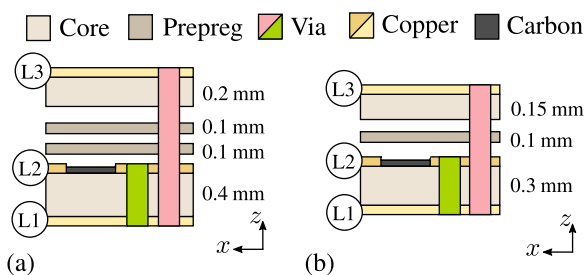 Core Prepreg Via Copper Carbon
L3
0.2 mm
0.1 mm
0.1 mm
L2
0.4 mm
L1
z
x
(a)
L3
0.15 mm
0.1 mm
L2
0.3 mm
L1
z
x
(b)